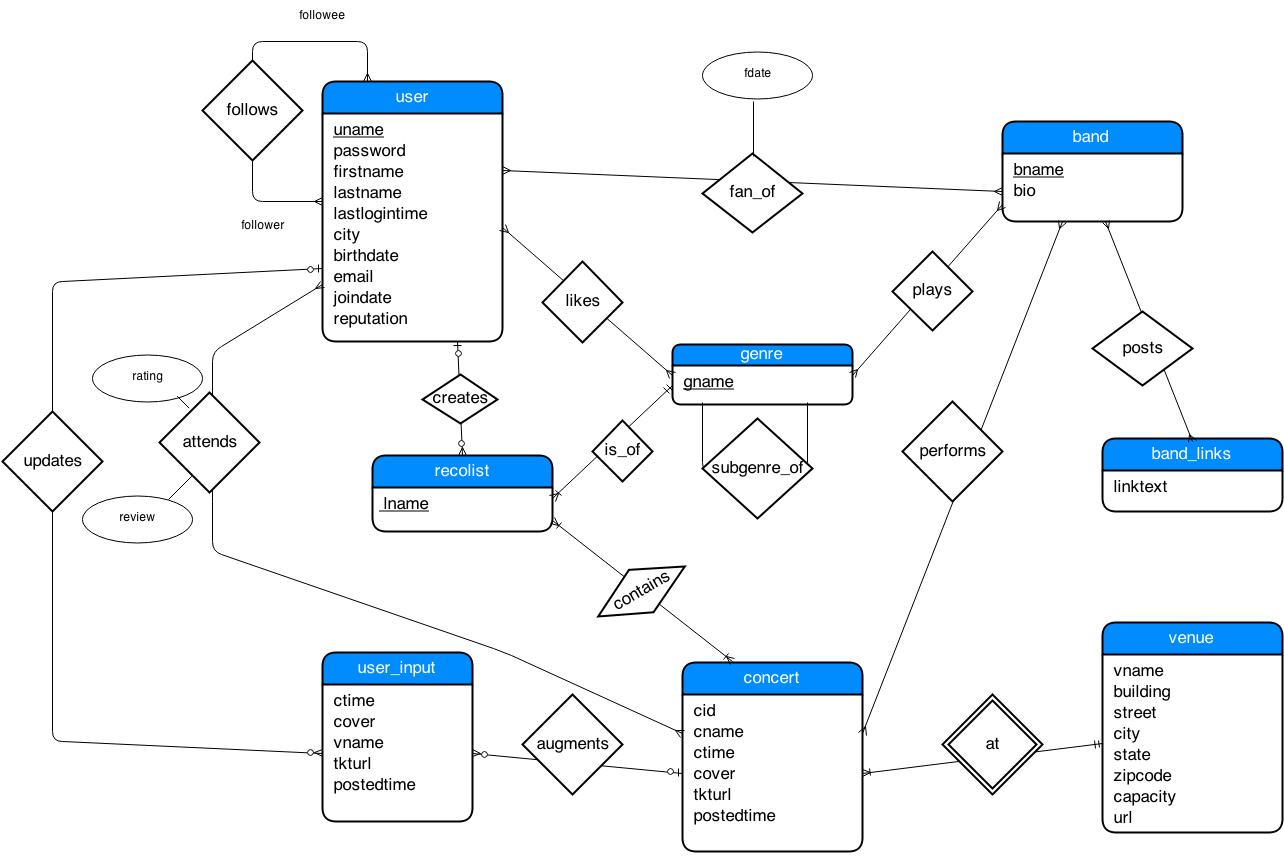 followee
follows
follower
user
uname
password
firstname
lastname
lastlogintime
city
birthdate
email
joindate
reputation
fdate
fan_of
band
bname
bio
likes
plays
genre
gname
subgenre_of
is_of
creates
recolist
lname
posts
band_links
linktext
performs
rating
attends
review
updates
contains
user_input
ctime
cover
vname
tkturl
postedtime
augments
concert
cid
cname
ctime
cover
tkturl
postedtime
at
venue
vname
building
street
city
state
zipcode
capacity
url